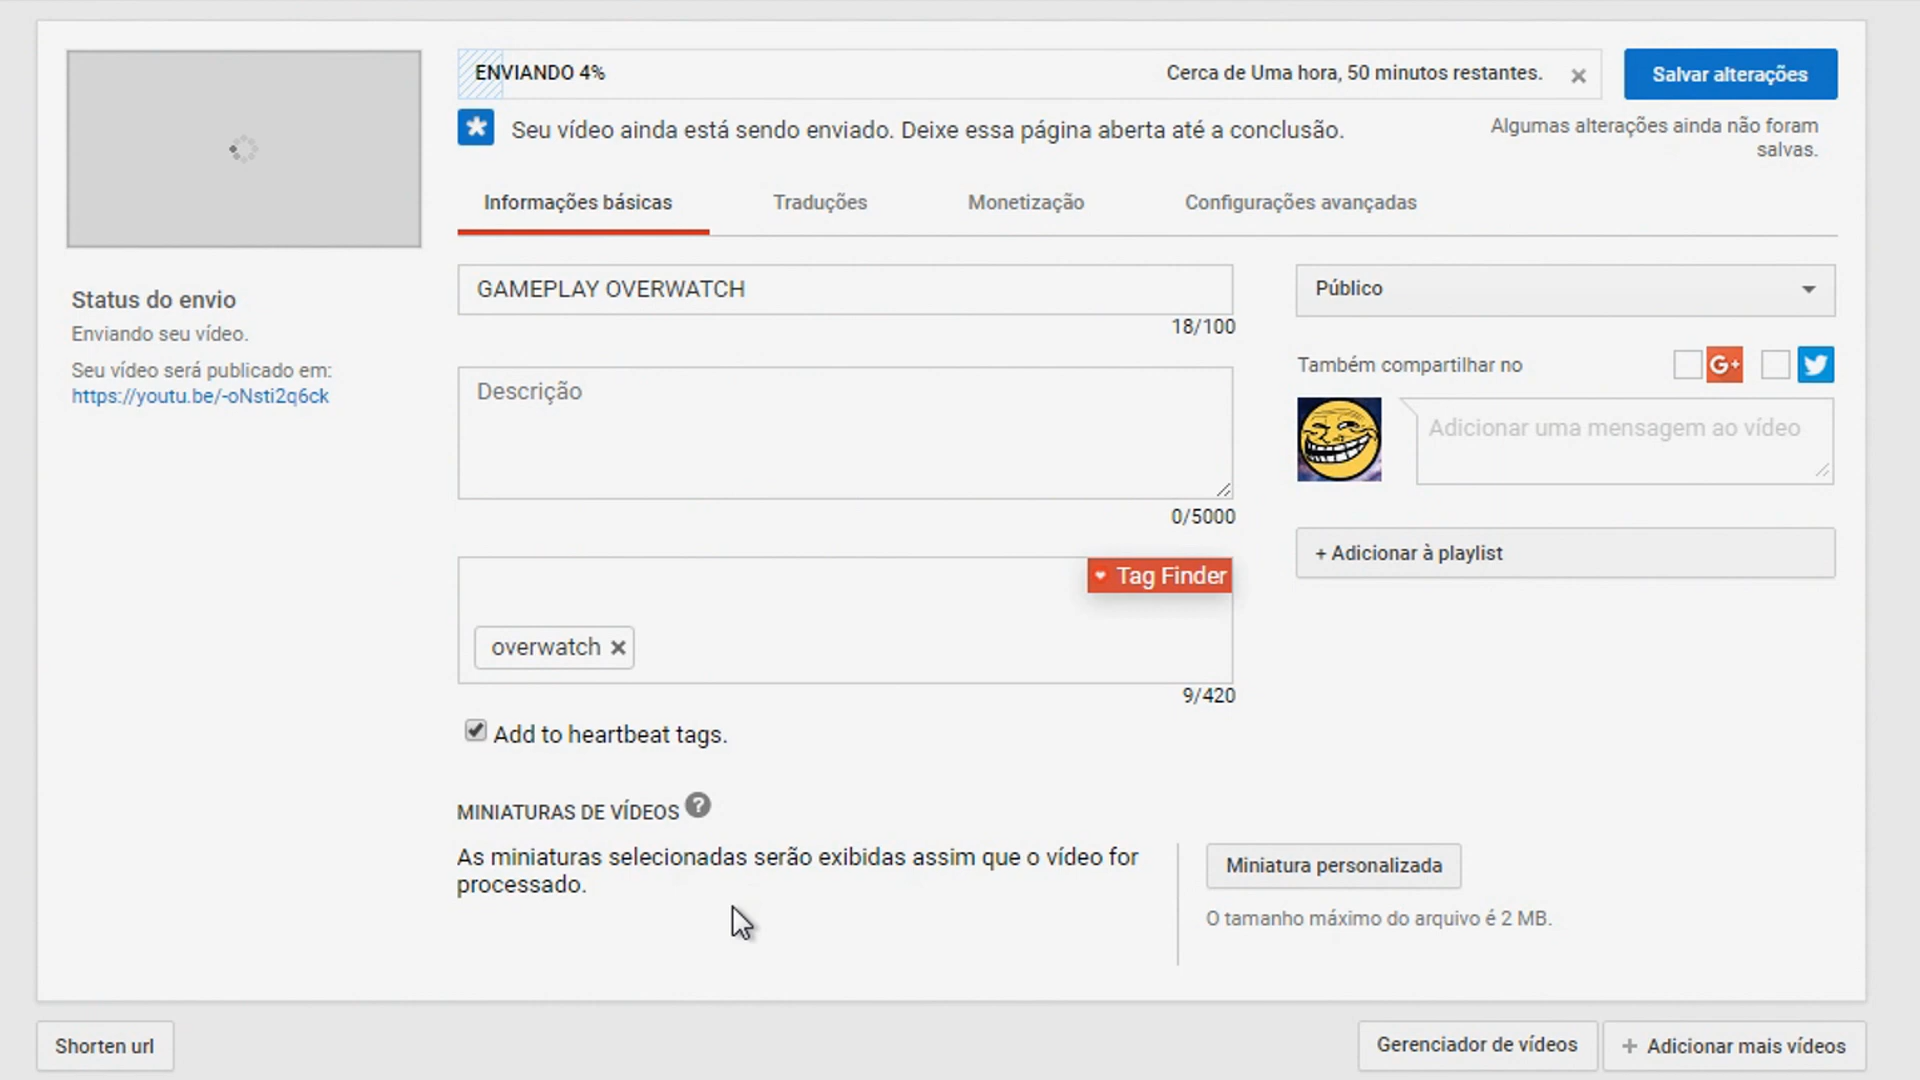 ENVIANDO 4%
Cerca de Uma hora, 50 minutos restantes.
Salvar alterações
Seu vídeo ainda está sendo enviado. Deixe essa página aberta até a conclusão.
Algumas alterações ainda não foram
salvas.
Informações básicas
Traduções
Monetização
Configurações avançadas
Status do envio
Enviando seu vídeo.
Seu vídeo será publicado em:
https://youtu.be/-oNsti2q6ck
GAMEPLAY OVERWATCH
18/100
Descrição
0/5000
Tag Finder
overwatch
9/420
Add to heartbeat tags.
Público
Também compartilhar no
G+
Adicionar uma mensagem ao vídeo
+ Adicionar à playlist
MINIATURAS DE VÍDEOS ?
As miniaturas selecionadas serão exibidas assim que o vídeo for
processado.
Miniatura personalizada
O tamanho máximo do arquivo é 2 MB.
Shorten url
Gerenciador de vídeos
+ Adicionar mais vídeos